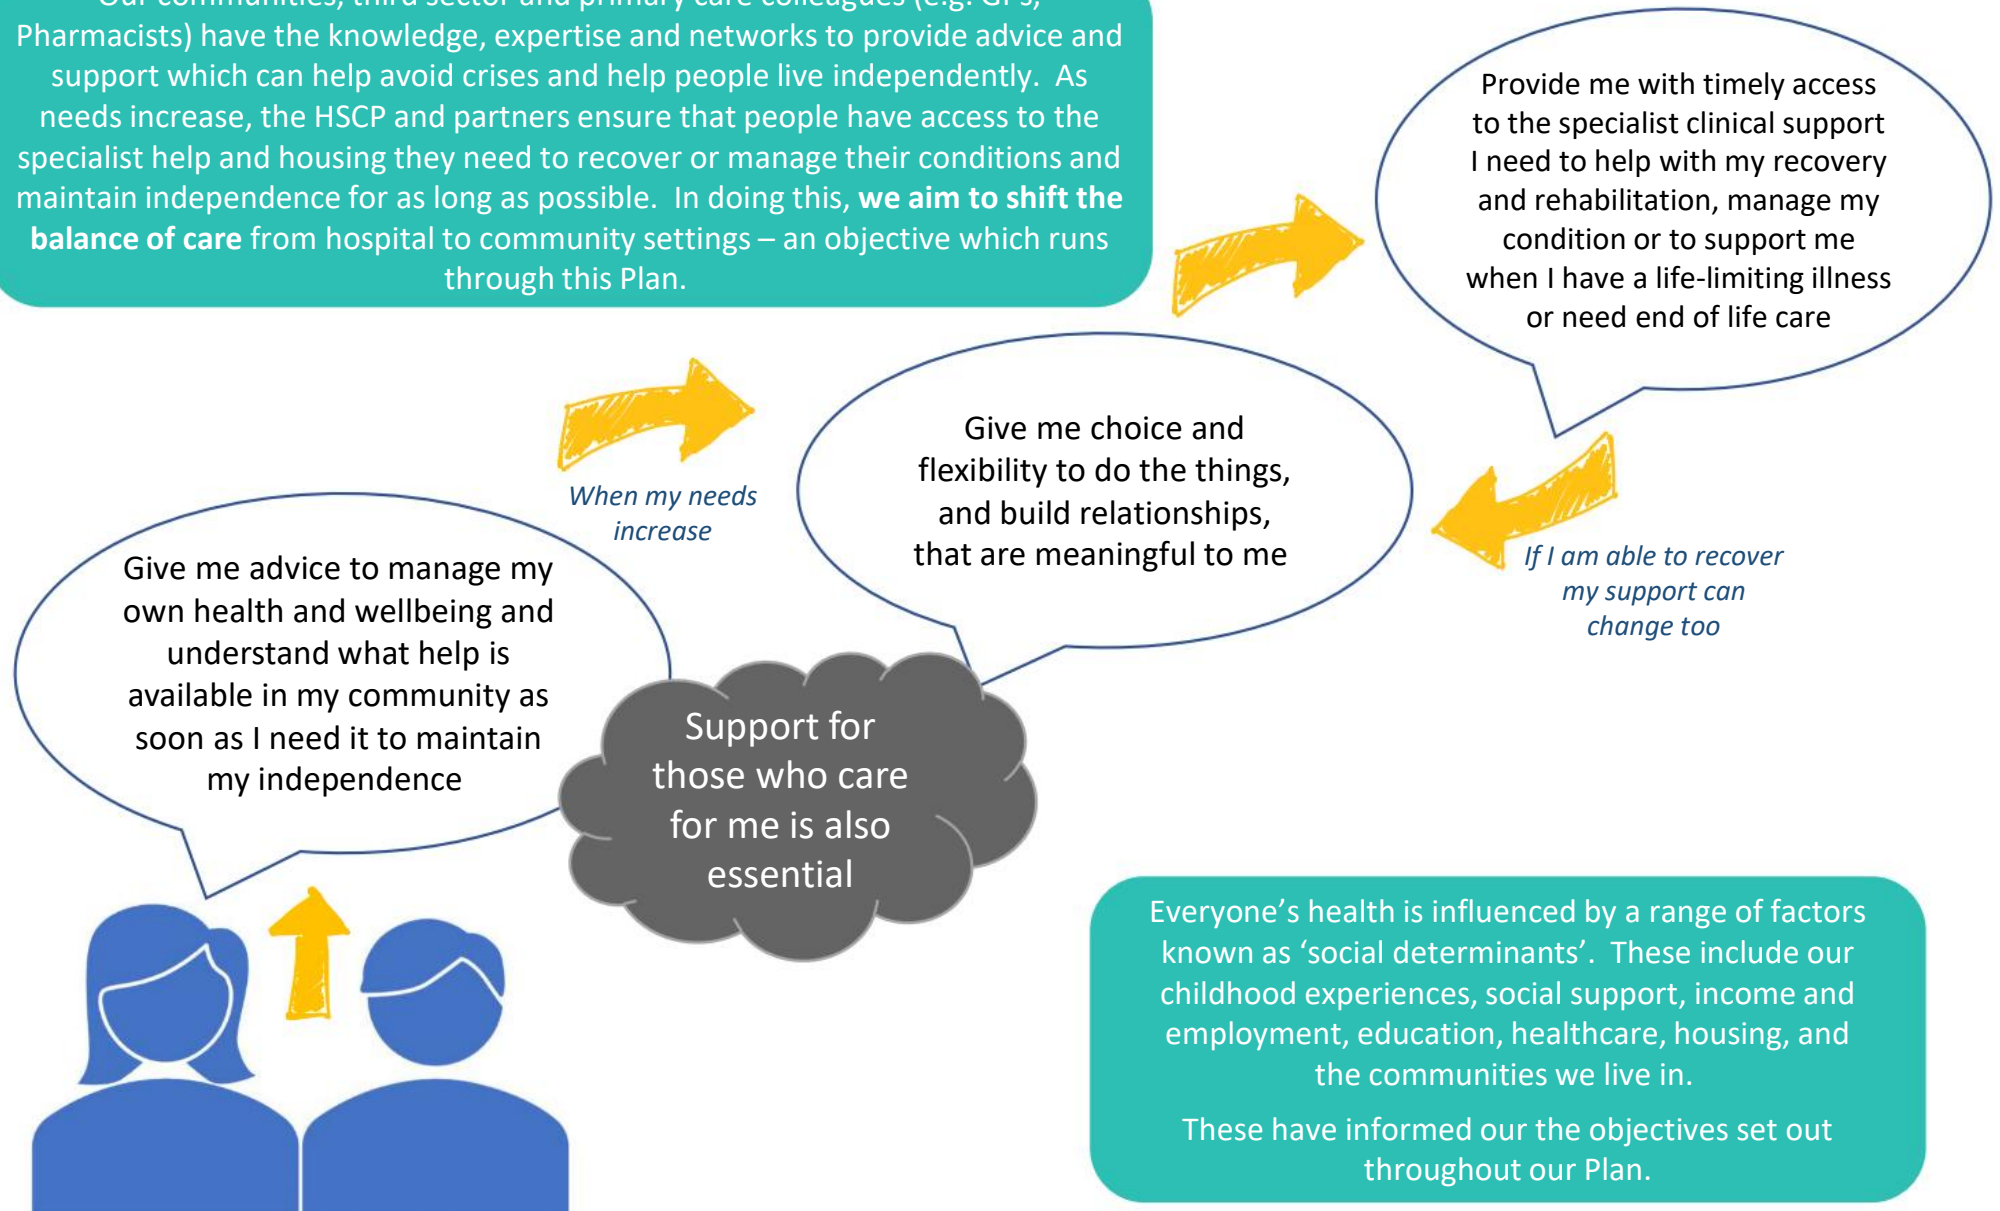 Our communities, third sector and primary care colleagues (e.g. GPs,
Pharmacists) have the knowledge, expertise and networks to provide advice and
support which can help avoid crises and help people live independently. As
needs increase, the HSCP and partners ensure that people have access to the
specialist help and housing they need to recover or manage their conditions and
maintain independence for as long as possible. In doing this, we aim to shift the
balance of care from hospital to community settings – an objective which runs
through this Plan.
Provide me with timely access
to the specialist clinical support
I need to help with my recovery
and rehabilitation, manage my
condition or to support me
when I have a life-limiting illness
or need end of life care
When my needs
increase
Give me choice and
flexibility to do the things,
and build relationships,
that are meaningful to me
If I am able to recover
my support can
change too
Give me advice to manage my
own health and wellbeing and
understand what help is
available in my community as
soon as I need it to maintain
my independence
Support for
those who care
for me is also
essential
Everyone’s health is influenced by a range of factors
known as ‘social determinants’. These include our
childhood experiences, social support, income and
employment, education, healthcare, housing, and
the communities we live in.
These have informed our the objectives set out
throughout our Plan.